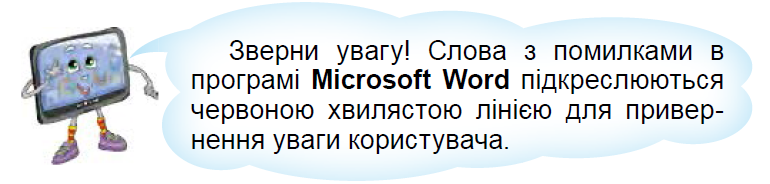 Зверни увагу! Слова з помилками в
програмі Microsoft Word підкреслюються
червоною хвилястою лінією для привер-
нення уваги користувача.